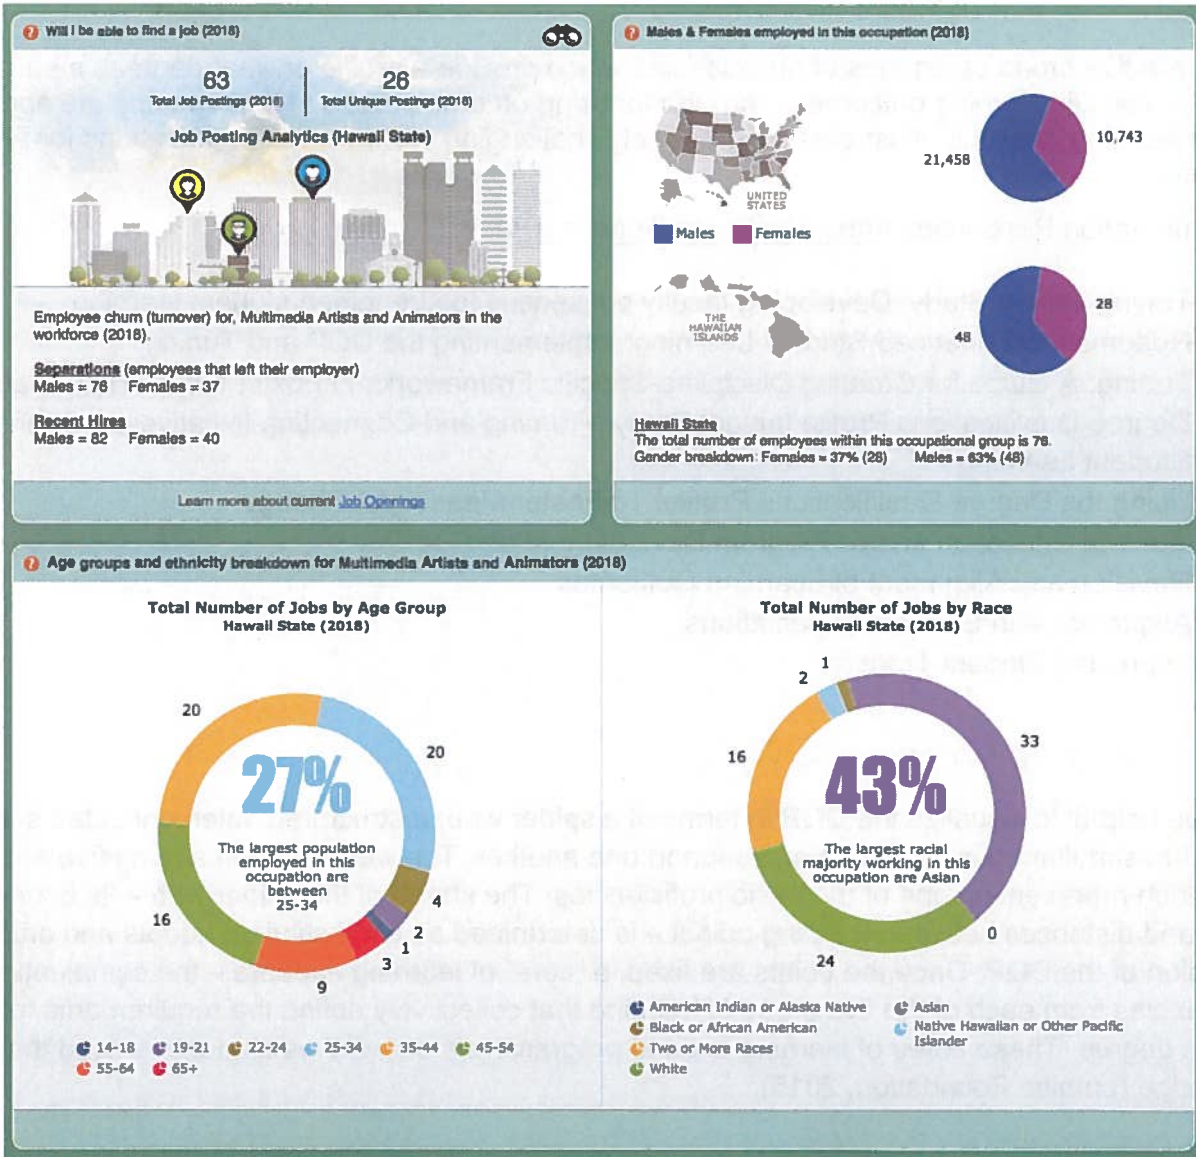 Will I be able to find a job (2018)
63
Total Job Postings (2018)
26
Total Unique Postings (2018)
Job Posting Analytics (Hawaii State)
Employee churn (turnover) for, Multimedia Artists and Animators in the
workforce (2018).
Separations (employees that left their employer)
Males = 76 Females = 37
Recent Hires
Males = 82 Females = 40
Learn more about current Job Openings
Males & Females employed in this occupation (2018)
UNITED
STATES
21,458
10,743
Males Females
THE
HAWAIIAN
ISLANDS
48
28
Hawaii State
The total number of employees within this occupational group is 76.
Gender breakdown: Females = 37% (28) Males = 63% (48)
Age groups and ethnicity breakdown for Multimedia Artists and Animators (2018)
Total Number of Jobs by Age Group
Hawaii State (2018)
20
20
27%
The largest population
employed in this
occupation are
between
25-34
16
4
2
1
3
9
14-18 19-21 22-24 25-34 35-44 45-54
55-64 65+
Total Number of Jobs by Race
Hawaii State (2018)
1
2
33
16
43%
The largest racial
majority working in this
occupation are Asian
0
24
American Indian or Alaska Native
Asian
Black or African American
Native Hawaiian or Other Pacific
Islander
Two or More Races
White